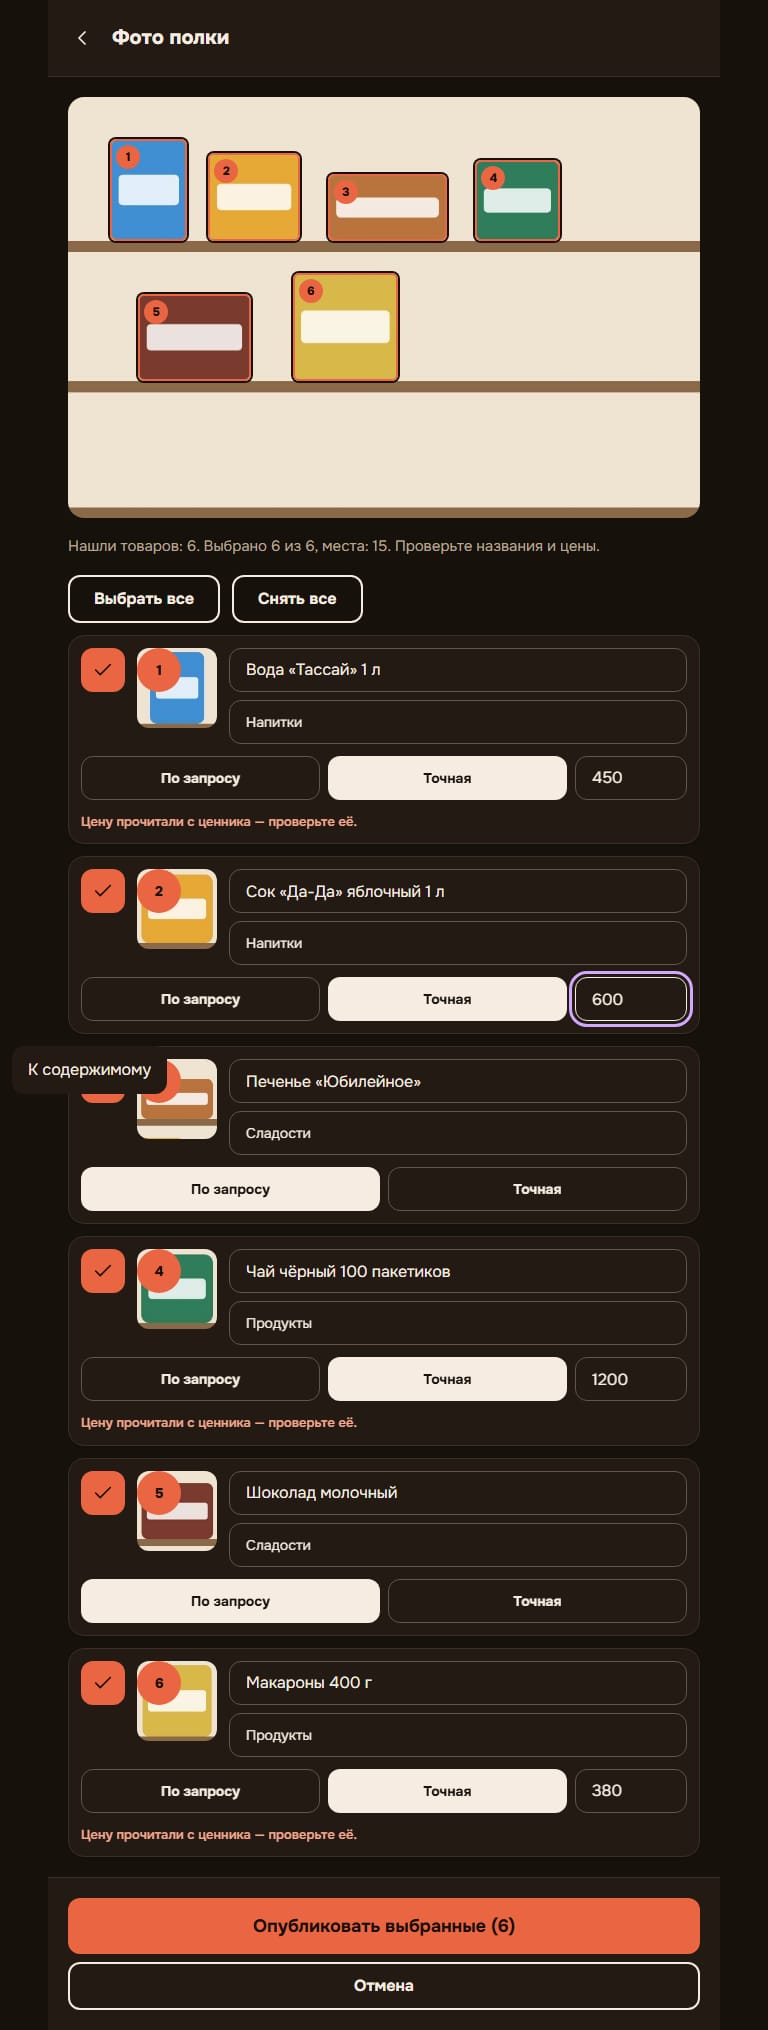 Фото полки
1
2
3
4
5
6
Нашли товаров: 6. Выбрано 6 из 6, места: 15. Проверьте названия и цены.
Выбрать все
Снять все
1
Вода «Тассай» 1 л
Напитки
По запросу
Точная
450
Цену прочитали с ценника — проверьте её.
2
Сок «Да-Да» яблочный 1 л
Напитки
По запросу
Точная
600
К содержимому
Печенье «Юбилейное»
Сладости
По запросу
Точная
4
Чай чёрный 100 пакетиков
Продукты
По запросу
Точная
1200
Цену прочитали с ценника — проверьте её.
5
Шоколад молочный
Сладости
По запросу
Точная
6
Макароны 400 г
Продукты
По запросу
Точная
380
Цену прочитали с ценника — проверьте её.
Опубликовать выбранные (6)
Отмена